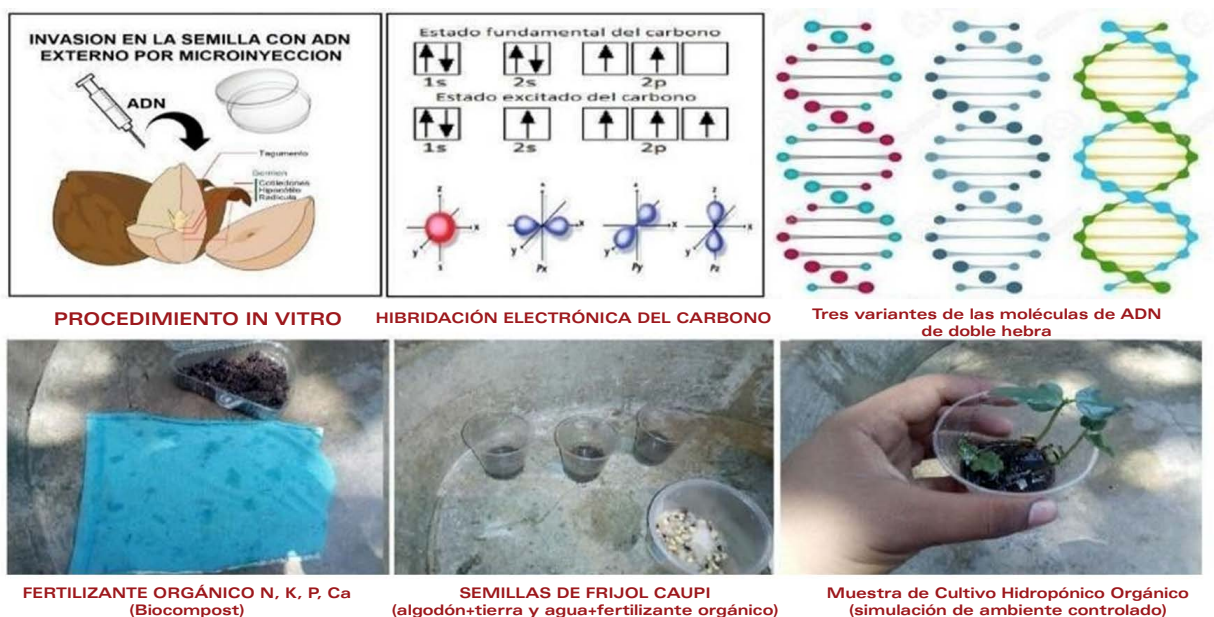 INVASION EN LA SEMILLA CON ADN
EXTERNO POR MICROINYECCION
ADN
Tegumento
Germen
Cotiledones
Hipocótilo
Radícula
PROCEDIMIENTO IN VITRO
Estado fundamental del carbono
1s 2s 2p
Estado excitado del carbono
1s 2s 2p
z
x
y
s
z
x
y
Px
z
x
y
Py
z
x
y
Pz
HIBRIDACIÓN ELECTRÓNICA DEL CARBONO
Tres variantes de las moléculas de ADN
de doble hebra
FERTILIZANTE ORGÁNICO N, K, P, Ca
(Biocompost)
SEMILLAS DE FRIJOL CAUPI
(algodón+tierra y agua+fertilizante orgánico)
Muestra de Cultivo Hidropónico Orgánico
(simulación de ambiente controlado)